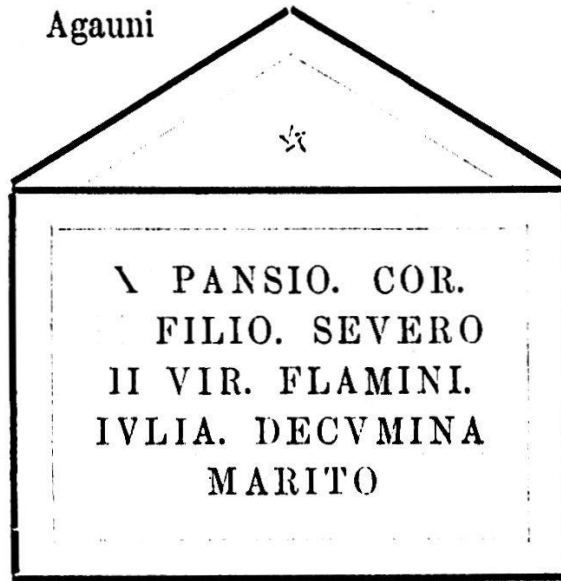 Agauni
\ PANSIO. COR.
FILIO. SEVERO
II VIR. FLAMINI.
IVLIA. DECVMINA
MARITO